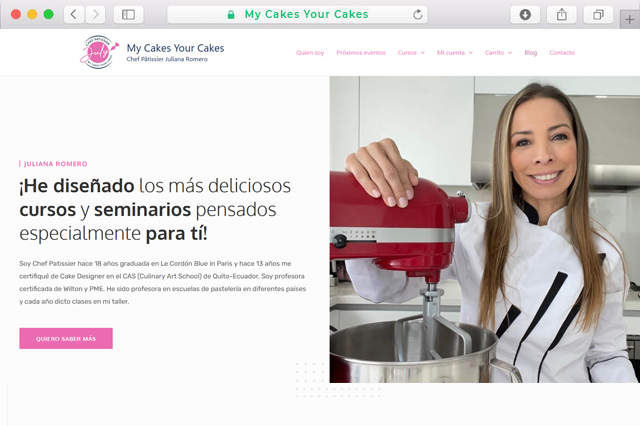 My Cakes Your Cakes
My Cakes Your Cakes
Chef Pâtissier Juliana Romero
Quien soy
Próximos eventos
Cursos
Mi cuenta
Carrito
Blog
Contacto
| JULIANA ROMERO
¡He diseñado los más deliciosos
cursos y seminarios pensados
especialmente para tí!
Soy Chef Patissier hace 18 años graduada en Le Cordón Blue in Paris y hace 13 años me
certifiqué de Cake Designer en el CAS (Culinary Art School) de Quito-Ecuador. Soy profesora
certificada de Wilton y PME. He sido profesora en escuelas de pastelería en diferentes países
y cada año dicto clases en mi taller.
QUIERO SABER MÁS